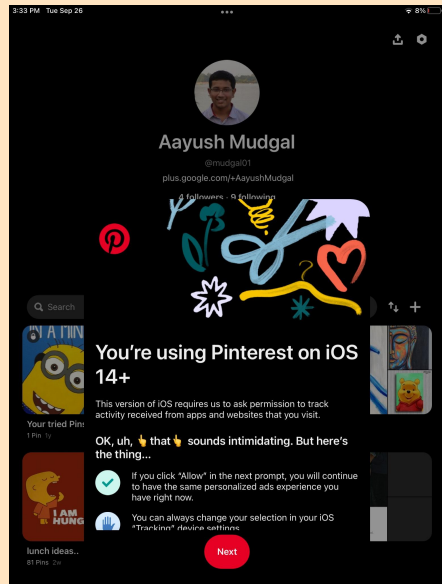 3:33 PM Tue Sep 26
8%
Aayush Mudgal
@mudgal01
plus.google.com/+AayushMudgal
4 followers · 9 following
Search
IN A MIN
You're using Pinterest on iOS
14+
This version of iOS requires us to ask permission to track
activity received from apps and websites that you visit.
OK, uh, 👆 that 👆 sounds intimidating. But here's
the thing...
If you click "Allow" in the next prompt, you will continue
to have the same personalized ads experience you
have right now.
You can always change your selection in your iOS
"Tracking" device settings
Next
Your tried Pins
1 Pin 1y
I AM
HUNG
lunch ideas..
81 Pins 2w